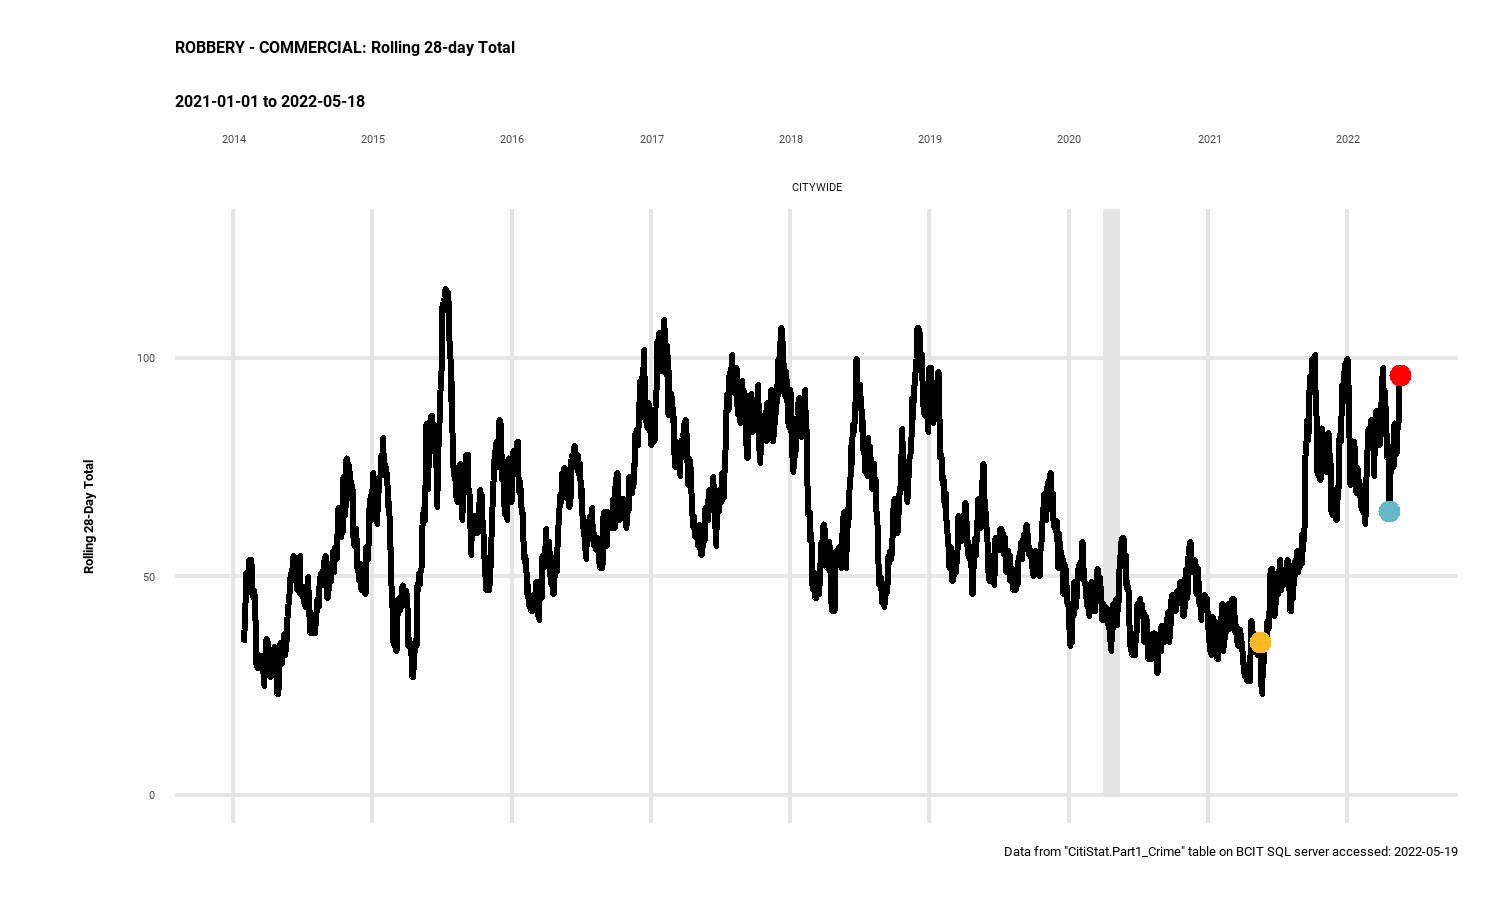 ROBBERY - COMMERCIAL: Rolling 28-day Total
2021-01-01 to 2022-05-18
2014 2015 2016 2017 2018 2019 2020 2021 2022
CITYWIDE
100
50
0
Rolling 28-Day Total
Data from "CitiStat.Part1_Crime" table on BCIT SQL server accessed: 2022-05-19